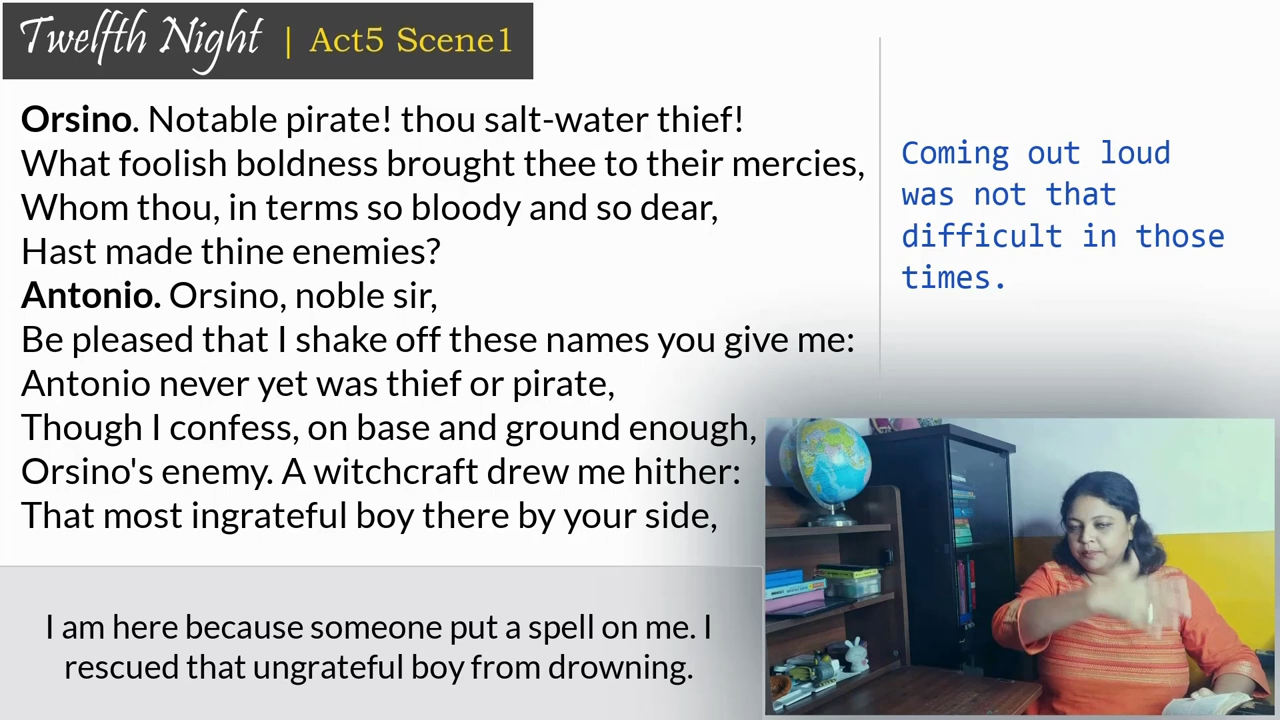 Twelfth Night | Act5 Scene1
Orsino. Notable pirate! thou salt-water thief!
What foolish boldness brought thee to their mercies,
Whom thou, in terms so bloody and so dear,
Hast made thine enemies?
Antonio. Orsino, noble sir,
Be pleased that I shake off these names you give me:
Antonio never yet was thief or pirate,
Though I confess, on base and ground enough,
Orsino's enemy. A witchcraft drew me hither:
That most ingrateful boy there by your side,
Coming out loud
was not that
difficult in those
times.
I am here because someone put a spell on me. I
rescued that ungrateful boy from drowning.